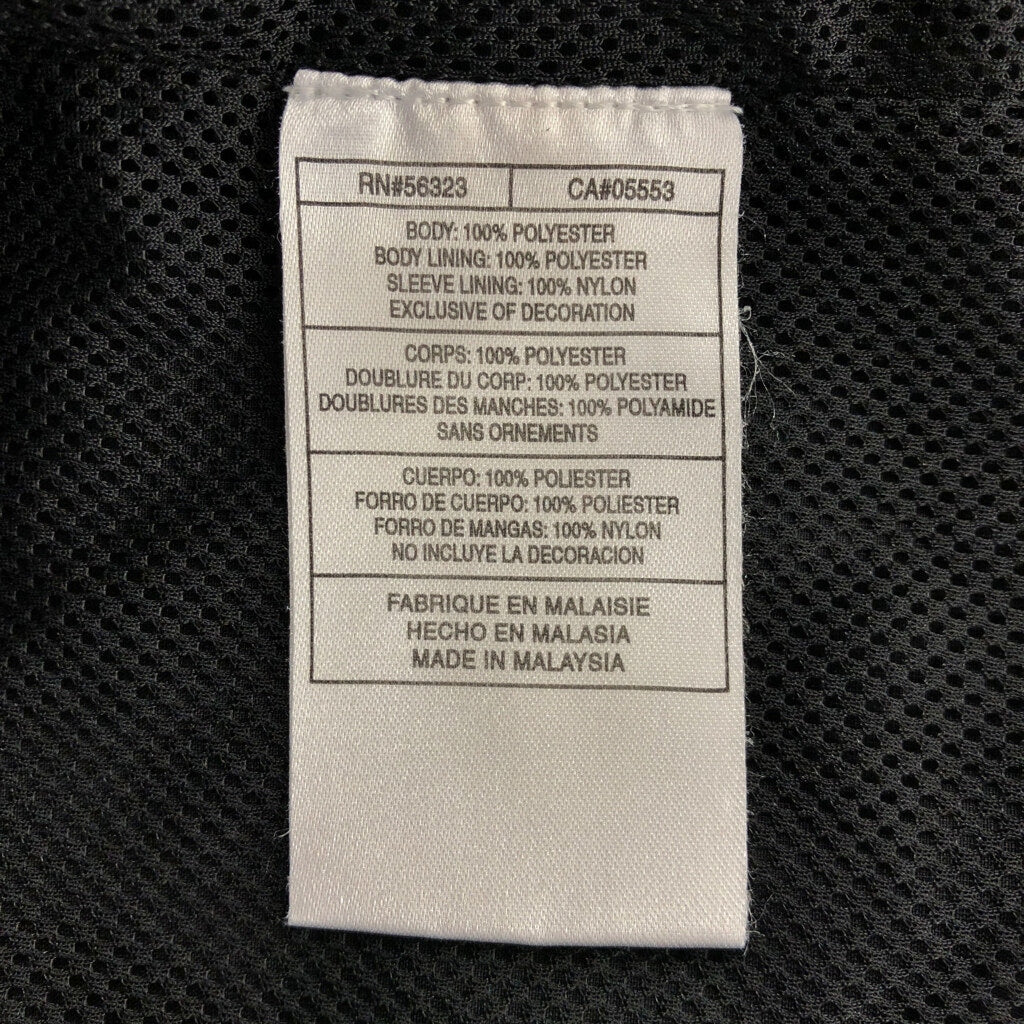 RN#56323 CA#05553
BODY: 100% POLYESTER
BODY LINING: 100% POLYESTER
SLEEVE LINING: 100% NYLON
EXCLUSIVE OF DECORATION
CORPS: 100% POLYESTER
DOUBLURE DU CORP: 100% POLYESTER
DOUBLURES DES MANCHES: 100% POLYAMIDE
SANS ORNEMENTS
CUERPO: 100% POLIESTER
FORRO DE CUERPO: 100% POLIESTER
FORRO DE MANGAS: 100% NYLON
NO INCLUYE LA DECORACION
FABRIQUE EN MALAISIE
HECHO EN MALASIA
MADE IN MALAYSIA